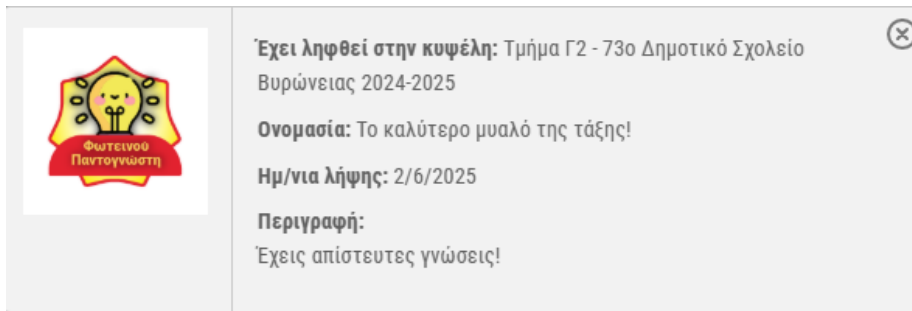 Φωτεινού
Παντογνώστη
Έχει ληφθεί στην κυψέλη: Τμήμα Γ2 - 73ο Δημοτικό Σχολείο
Βυρώνειας 2024-2025
Ονομασία: Το καλύτερο μυαλό της τάξης!
Ημ/νια λήψης: 2/6/2025
Περιγραφή:
Έχεις απίστευτες γνώσεις!